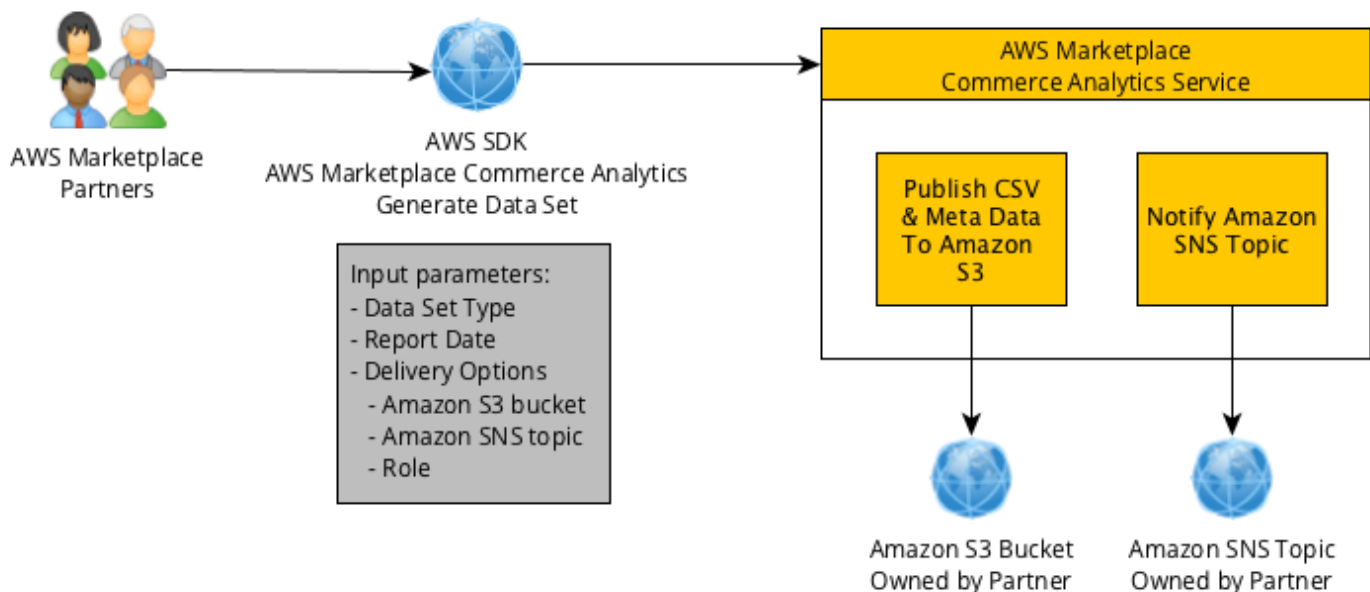 AWS Marketplace
Partners
AWS SDK
AWS Marketplace Commerce Analytics
Generate Data Set
Input parameters:
- Data Set Type
- Report Date
- Delivery Options
- Amazon S3 bucket
- Amazon SNS topic
- Role
AWS Marketplace
Commerce Analytics Service
Publish CSV
& Meta Data
To Amazon
S3
Notify Amazon
SNS Topic
Amazon S3 Bucket
Owned by Partner
Amazon SNS Topic
Owned by Partner